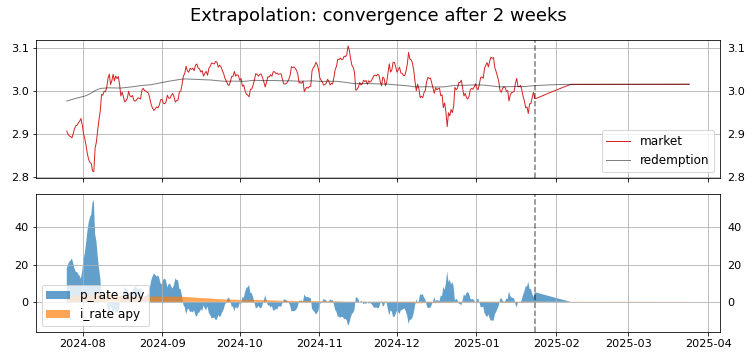 Extrapolation: convergence after 2 weeks
3.1 3.1
3.0 3.0
2.9 2.9
2.8 2.8
market
redemption
40 40
20 20
0 0
p_rate apy
i_rate apy
2024-08 2024-09 2024-10 2024-11 2024-12 2025-01 2025-02 2025-03 2025-04